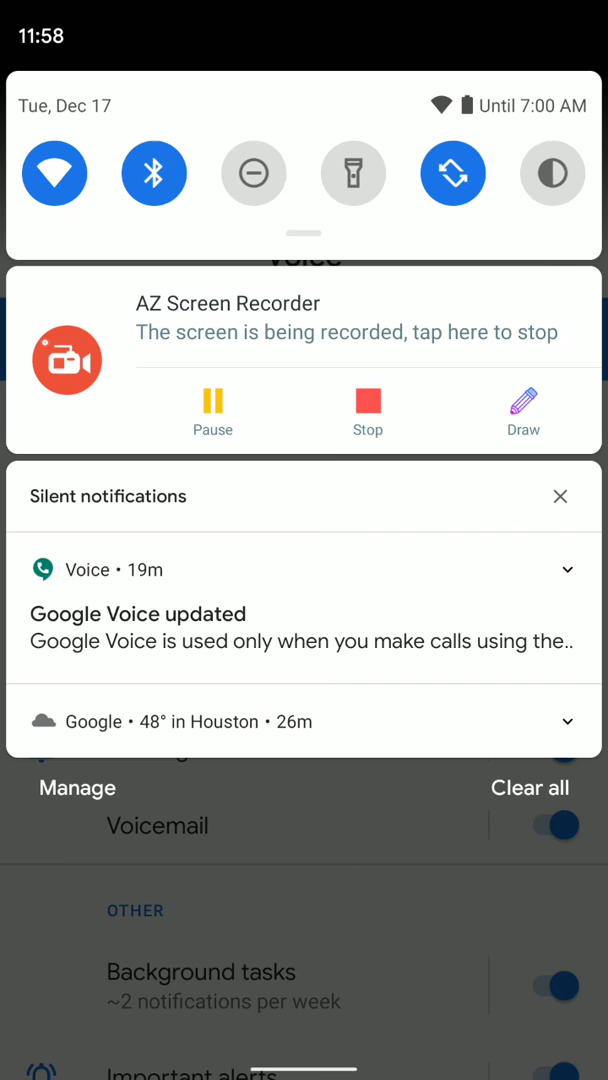 11:58
Tue, Dec 17
Until 7:00 AM
Voice
AZ Screen Recorder
The screen is being recorded, tap here to stop
Pause
Stop
Draw
Silent notifications
Voice • 19m
Google Voice updated
Google Voice is used only when you make calls using the..
Google • 48° in Houston • 26m
Manage
Clear all
Voicemail
OTHER
Background tasks
~2 notifications per week
Important alerts